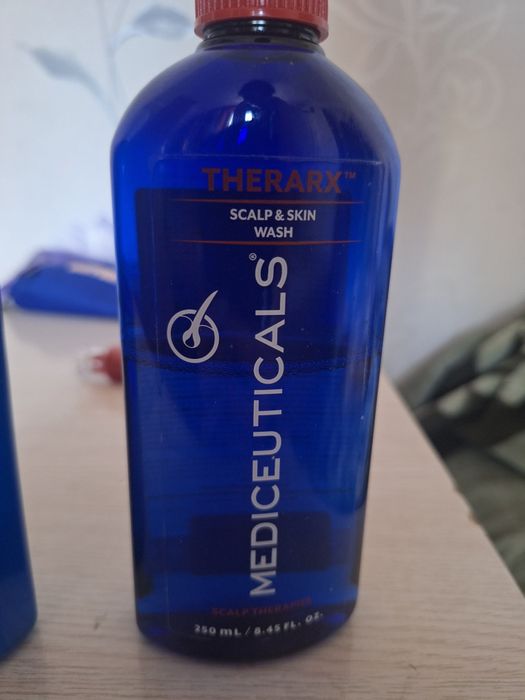 THERARX™
SCALP & SKIN
WASH
MEDICEUTICALS®
SCALP THERAPIES
250 mL / 8.45 FL. OZ.